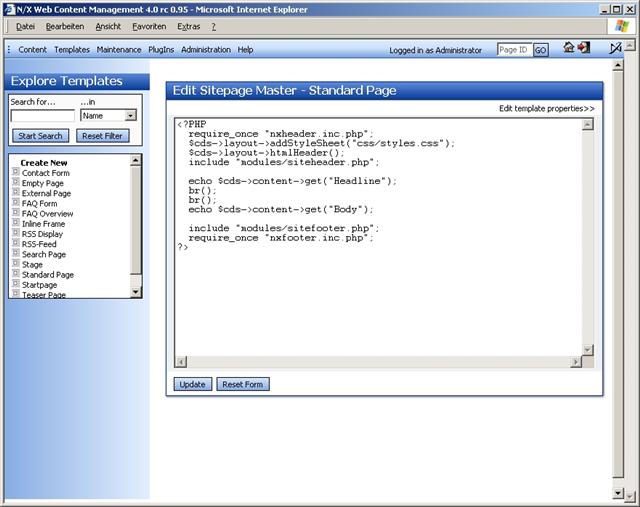 N/X Web Content Management 4.0 rc 0.95 - Microsoft Internet Explorer
Datei Bearbeiten Ansicht Favoriten Extras ?
Content Templates Maintenance PlugIns Administration Help Logged in as Administrator Page ID GO
Explore Templates
Search for... ...in
Name
Start Search Reset Filter
Create New
Contact Form
Empty Page
External Page
FAQ Form
FAQ Overview
Inline Frame
RSS Display
RSS-Feed
Search Page
Stage
Standard Page
Startpage
Teaser Page
Edit Sitepage Master - Standard Page
Edit template properties>>
<?PHP
require_once "nxheader.inc.php";
$cds->layout->addStyleSheet("css/styles.css");
$cds->layout->htmlHeader();
include "modules/siteheader.php";
echo $cds->content->get("Headline");
br();
br();
echo $cds->content->get("Body");
include "modules/sitefooter.php";
require_once "nxfooter.inc.php";
?>
Update Reset Form